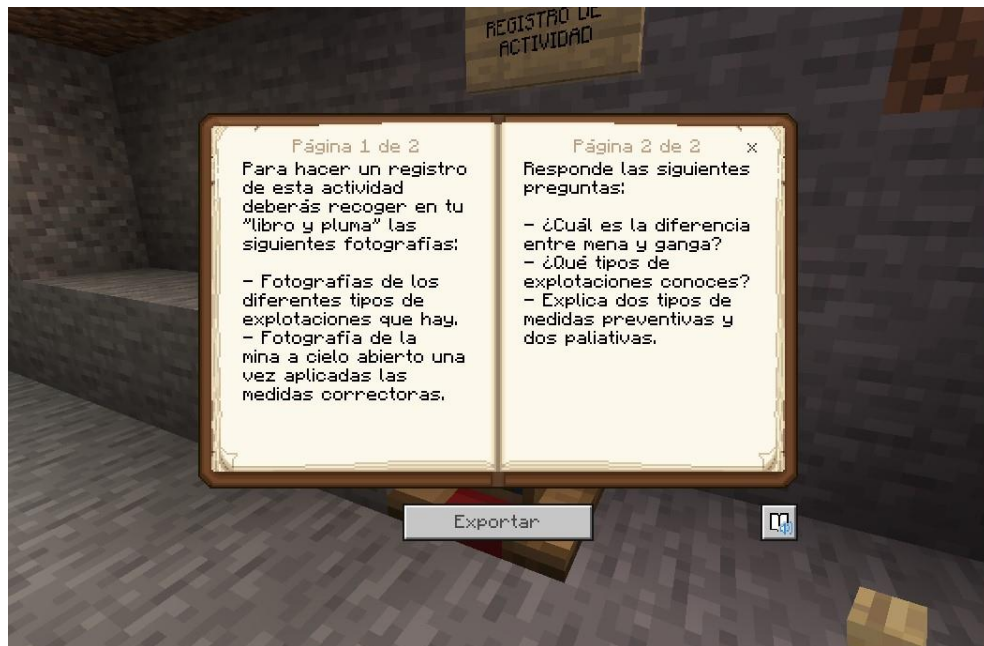 REGISTRO DE
ACTIVIDAD
Página 1 de 2
Para hacer un registro
de esta actividad
deberás recoger en tu
"libro y pluma" las
siguientes fotografías:
- Fotografías de los
diferentes tipos de
explotaciones que hay.
- Fotografía de la
mina a cielo abierto una
vez aplicadas las
medidas correctoras.
Página 2 de 2
x
Responde las siguientes
preguntas:
- ¿Cuál es la diferencia
entre mena y ganga?
- ¿Qué tipos de
explotaciones conoces?
- Explica dos tipos de
medidas preventivas y
dos paliativas.
Exportar